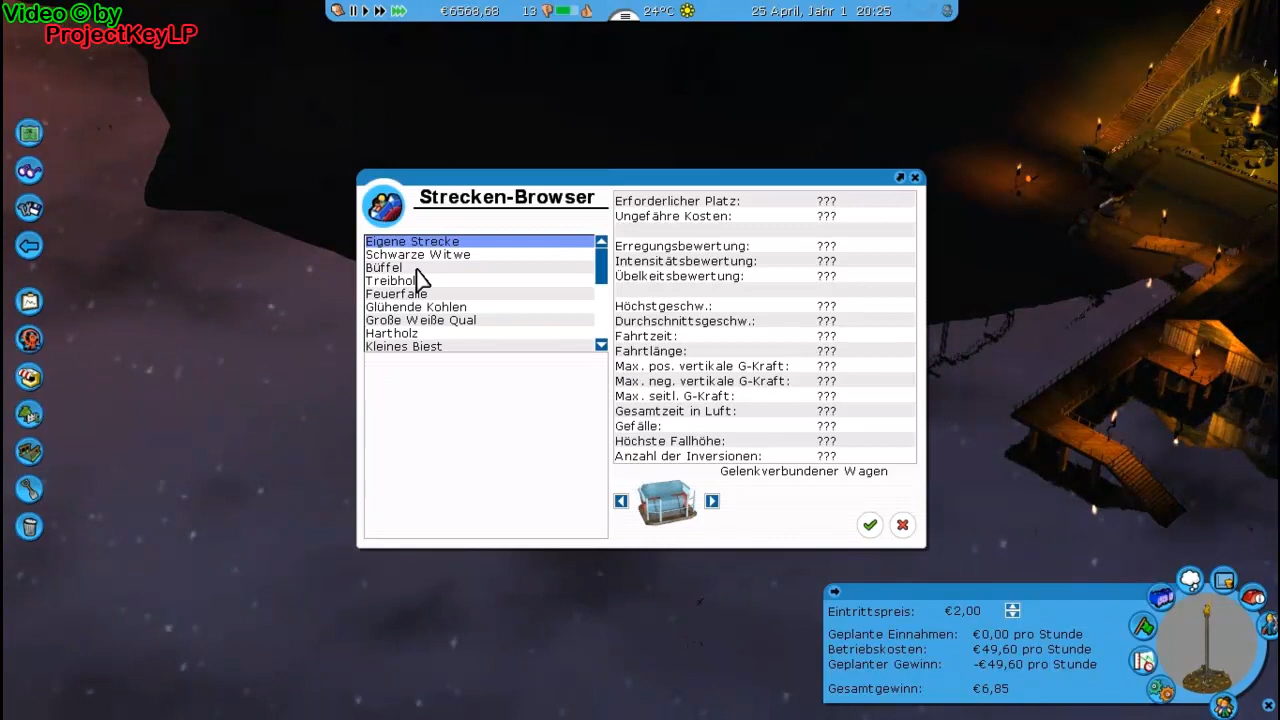 Video © by
ProjectKeyLP
€6568,68
13
24°C
25 April, Jahr 1 20:25
Strecken-Browser
Eigene Strecke
Schwarze Witwe
Büffel
Treibhol
Feuerfalle
Glühende Kohlen
Große Weiße Qual
Hartholz
Kleines Biest
Erforderlicher Platz: ???
Ungefähre Kosten: ???
Erregungsbewertung: ???
Intensitätsbewertung: ???
Übelkeitsbewertung: ???
Höchstgeschw.: ???
Durchschnittsgeschw.: ???
Fahrtzeit: ???
Fahrtlänge: ???
Max. pos. vertikale G-Kraft: ???
Max. neg. vertikale G-Kraft: ???
Max. seitl. G-Kraft: ???
Gesamtzeit in Luft: ???
Gefälle: ???
Höchste Fallhöhe: ???
Anzahl der Inversionen: ???
Gelenkverbundener Wagen
Eintrittspreis: €2,00
Geplante Einnahmen: €0,00 pro Stunde
Betriebskosten: €49,60 pro Stunde
Geplanter Gewinn: -€49,60 pro Stunde
Gesamtgewinn: €6,85